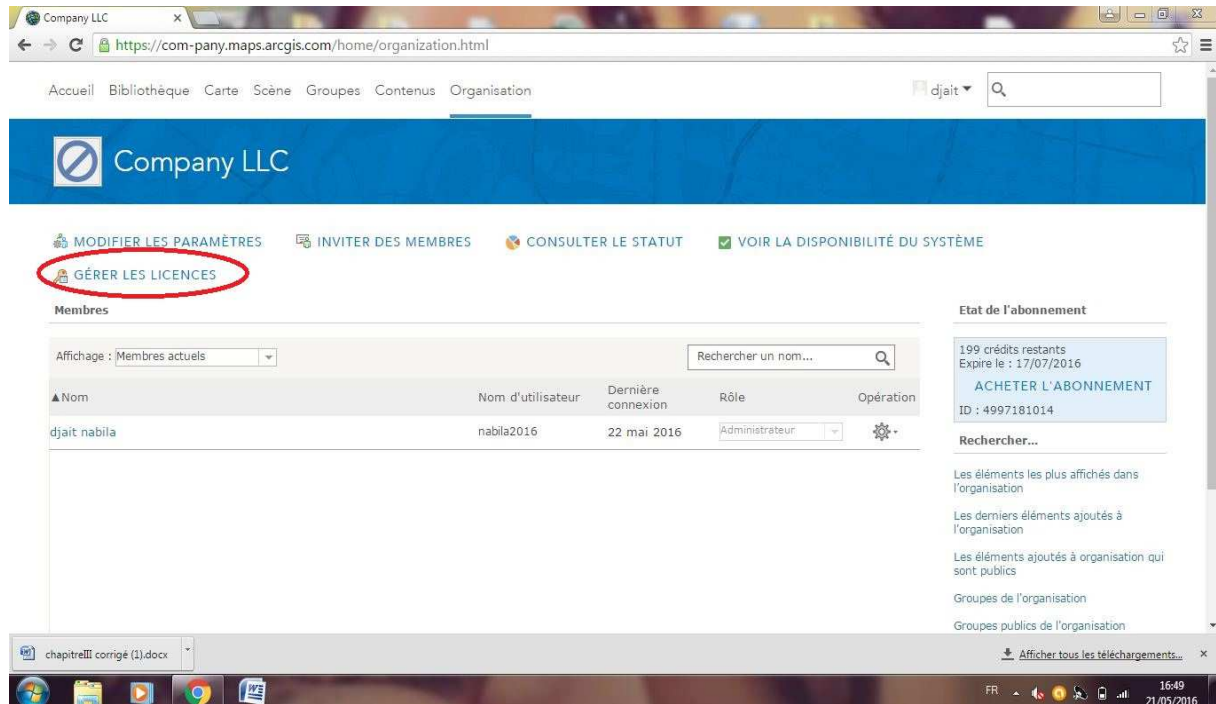 Company LLC
https://com-pany.maps.arcgis.com/home/organization.html
Accueil Bibliothèque Carte Scène Groupes Contenus Organisation djait
Company LLC
MODIFIER LES PARAMÈTRES INVITER DES MEMBRES CONSULTER LE STATUT VOIR LA DISPONIBILITÉ DU SYSTÈME
GÉRER LES LICENCES
Membres
Affichage : Membres actuels Rechercher un nom...
Nom Nom d'utilisateur Dernière connexion Rôle Opération
djait nabila nabila2016 22 mai 2016 Administrateur
Etat de l'abonnement
199 crédits restants
Expire le : 17/07/2016
ACHETER L'ABONNEMENT
ID : 4997181014
Rechercher...
Les éléments les plus affichés dans
l'organisation
Les derniers éléments ajoutés à
l'organisation
Les éléments ajoutés à organisation qui
sont publics
Groupes de l'organisation
Groupes publics de l'organisation
chapitreIII corrigé (1).docx Afficher tous les téléchargements...
FR 16:49
21/05/2016